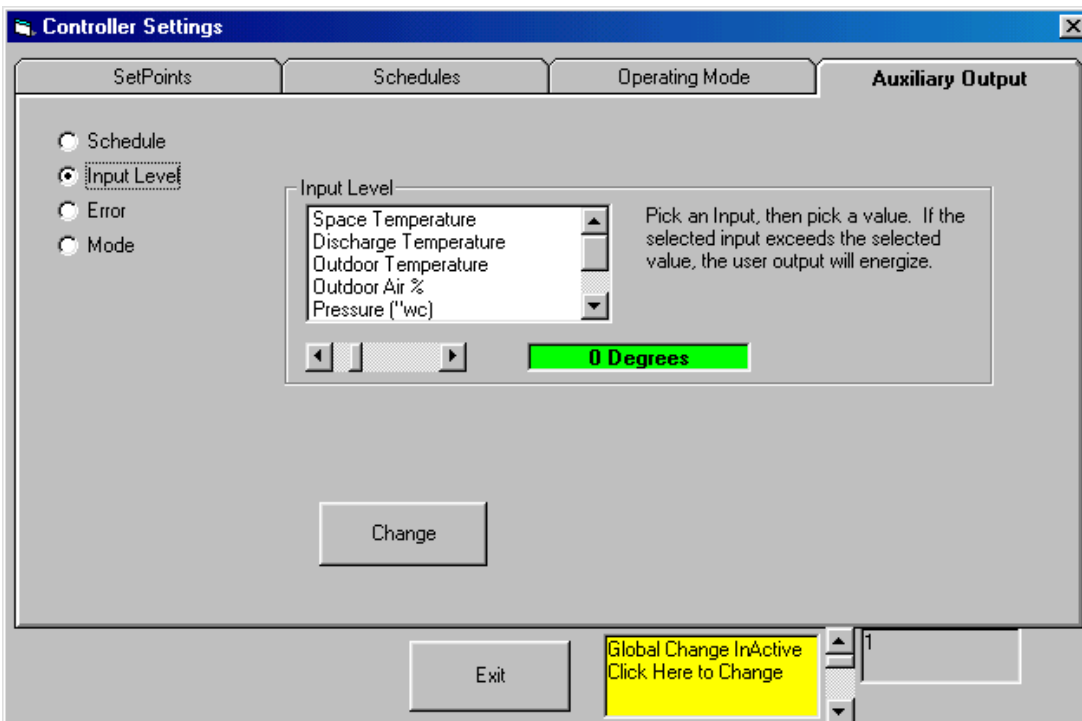 Controller Settings
SetPoints
Schedules
Operating Mode
Auxiliary Output
Schedule
Input Level
Error
Mode
Input Level
Space Temperature
Discharge Temperature
Outdoor Temperature
Outdoor Air %
Pressure ("wc)
Pick an Input, then pick a value. If the
selected input exceeds the selected
value, the user output will energize.
0 Degrees
Change
Exit
Global Change InActive
Click Here to Change
1